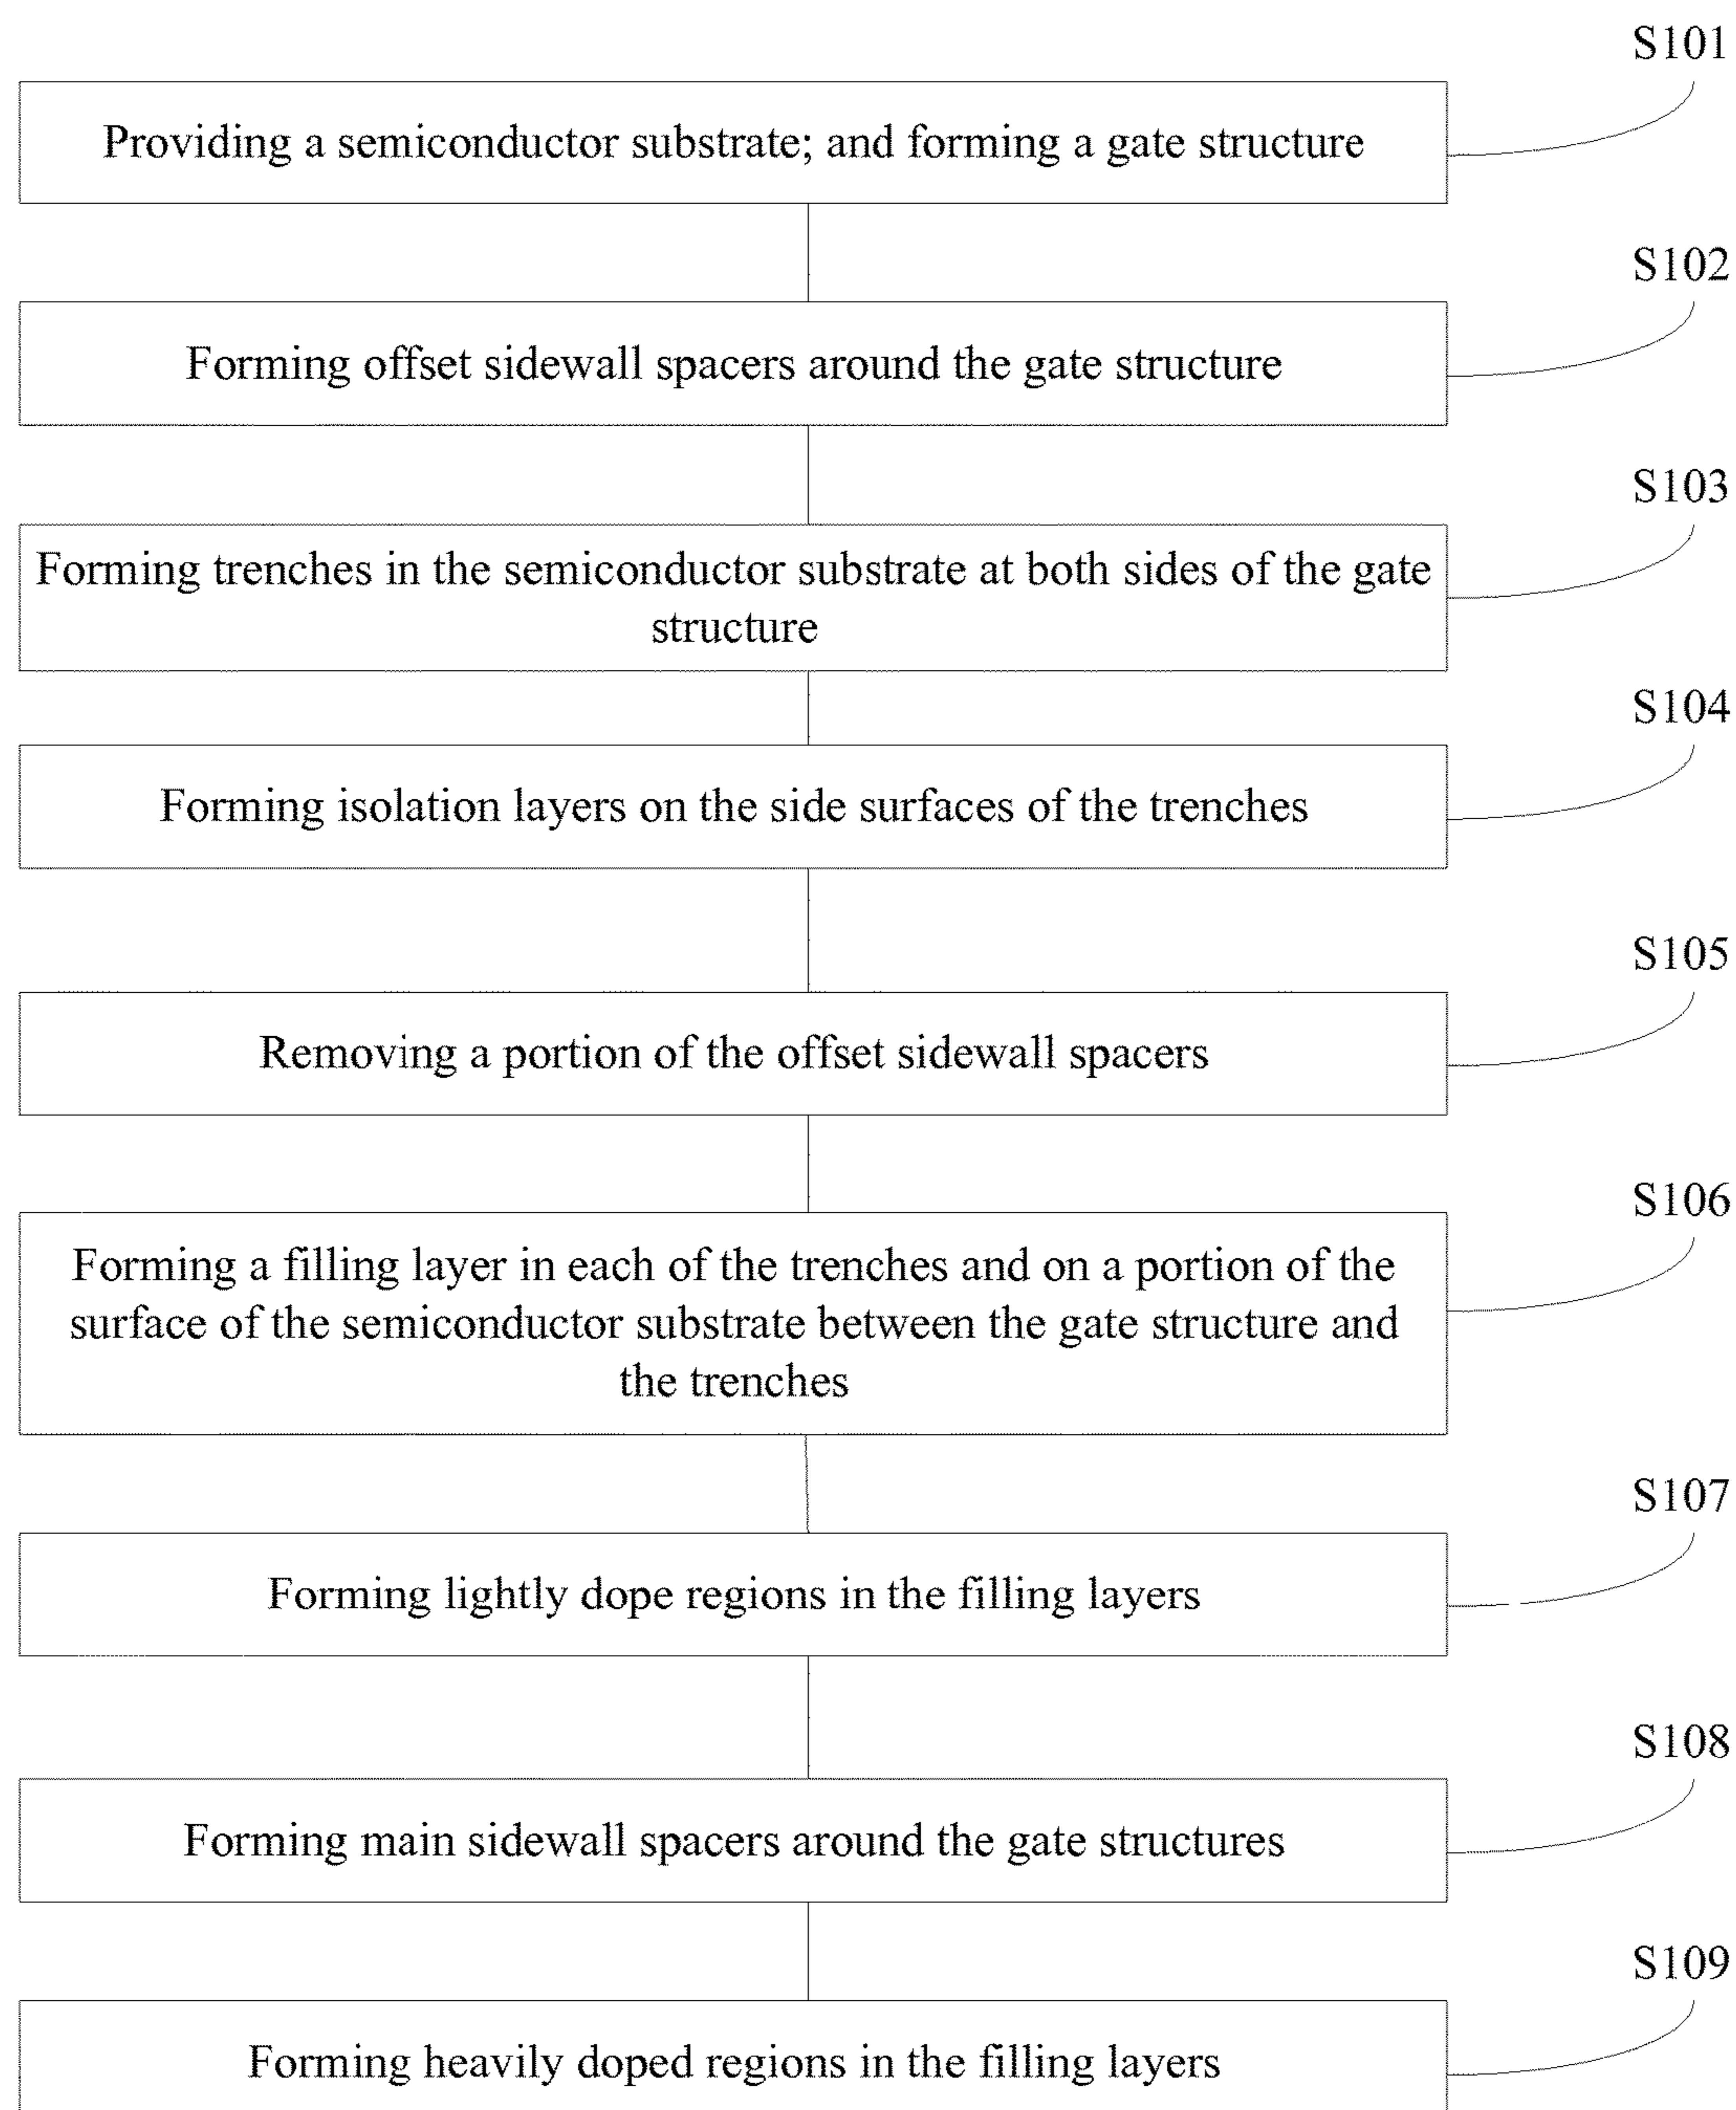 S101
Providing a semiconductor substrate; and forming a gate structure
S102
Forming offset sidewall spacers around the gate structure
S103
Forming trenches in the semiconductor substrate at both sides of the gate
structure
S104
Forming isolation layers on the side surfaces of the trenches
S105
Removing a portion of the offset sidewall spacers
S106
Forming a filling layer in each of the trenches and on a portion of the
surface of the semiconductor substrate between the gate structure and
the trenches
S107
Forming lightly dope regions in the filling layers
S108
Forming main sidewall spacers around the gate structures
S109
Forming heavily doped regions in the filling layers